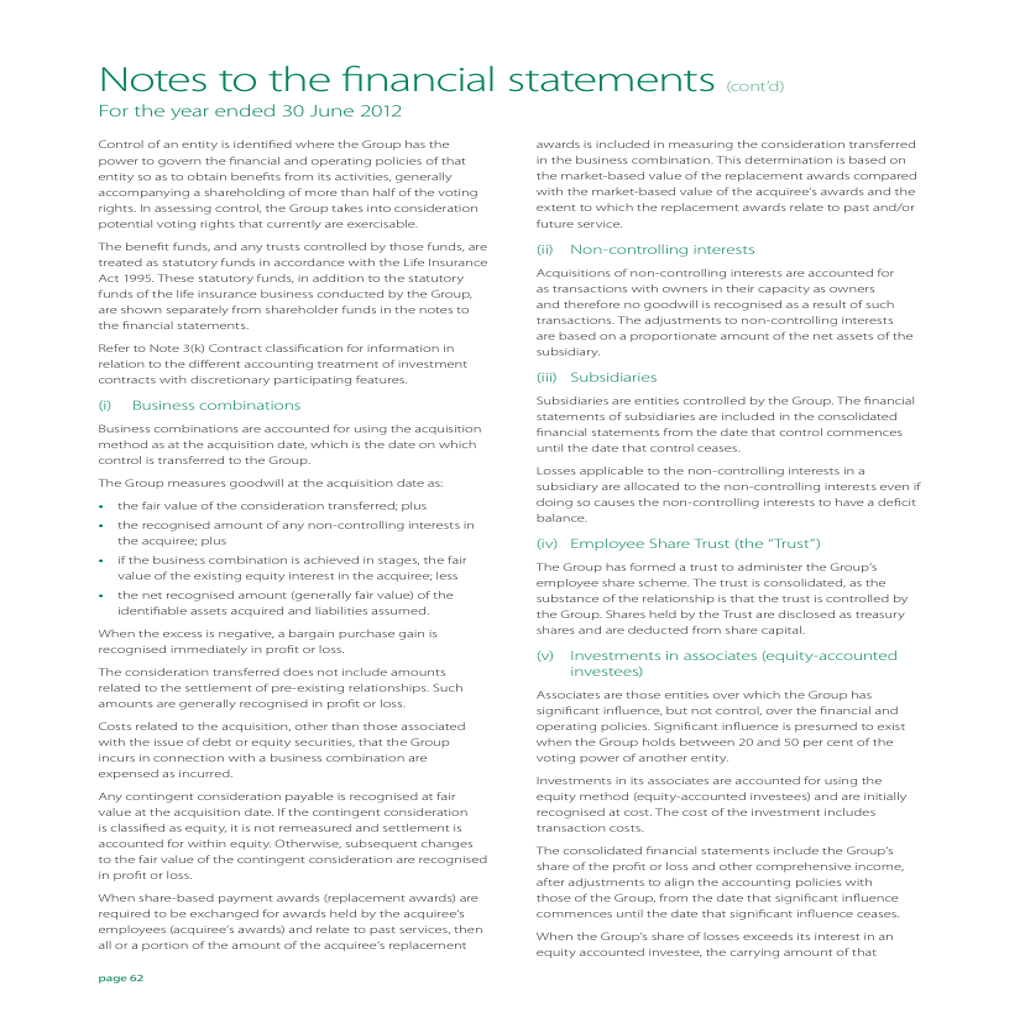 Notes to the financial statements (cont'd)
For the year ended 30 June 2012
Control of an entity is identified where the Group has the
power to govern the financial and operating policies of that
entity so as to obtain benefits from its activities, generally
accompanying a shareholding of more than half of the voting
rights. In assessing control, the Group takes into consideration
potential voting rights that currently are exercisable.
The benefit funds, and any trusts controlled by those funds, are
treated as statutory funds in accordance with the Life Insurance
Act 1995. These statutory funds, in addition to the statutory
funds of the life insurance business conducted by the Group,
are shown separately from shareholder funds in the notes to
the financial statements.
Refer to Note 3(k) Contract classification for information in
relation to the different accounting treatment of investment
contracts with discretionary participating features.
(i) Business combinations
Business combinations are accounted for using the acquisition
method as at the acquisition date, which is the date on which
control is transferred to the Group.
The Group measures goodwill at the acquisition date as:
• the fair value of the consideration transferred; plus
• the recognised amount of any non-controlling interests in
the acquiree; plus
• if the business combination is achieved in stages, the fair
value of the existing equity interest in the acquiree; less
• the net recognised amount (generally fair value) of the
identifiable assets acquired and liabilities assumed.
When the excess is negative, a bargain purchase gain is
recognised immediately in profit or loss.
The consideration transferred does not include amounts
related to the settlement of pre-existing relationships. Such
amounts are generally recognised in profit or loss.
Costs related to the acquisition, other than those associated
with the issue of debt or equity securities, that the Group
incurs in connection with a business combination are
expensed as incurred.
Any contingent consideration payable is recognised at fair
value at the acquisition date. If the contingent consideration
is classified as equity, it is not remeasured and settlement is
accounted for within equity. Otherwise, subsequent changes
to the fair value of the contingent consideration are recognised
in profit or loss.
When share-based payment awards (replacement awards) are
required to be exchanged for awards held by the acquiree's
employees (acquiree's awards) and relate to past services, then
all or a portion of the amount of the acquiree's replacement
awards is included in measuring the consideration transferred
in the business combination. This determination is based on
the market-based value of the replacement awards compared
with the market-based value of the acquiree's awards and the
extent to which the replacement awards relate to past and/or
future service.
(ii) Non-controlling interests
Acquisitions of non-controlling interests are accounted for
as transactions with owners in their capacity as owners
and therefore no goodwill is recognised as a result of such
transactions. The adjustments to non-controlling interests
are based on a proportionate amount of the net assets of the
subsidiary.
(iii) Subsidiaries
Subsidiaries are entities controlled by the Group. The financial
statements of subsidiaries are included in the consolidated
financial statements from the date that control commences
until the date that control ceases.
Losses applicable to the non-controlling interests in a
subsidiary are allocated to the non-controlling interests even if
doing so causes the non-controlling interests to have a deficit
balance.
(iv) Employee Share Trust (the "Trust")
The Group has formed a trust to administer the Group's
employee share scheme. The trust is consolidated, as the
substance of the relationship is that the trust is controlled by
the Group. Shares held by the Trust are disclosed as treasury
shares and are deducted from share capital.
(v) Investments in associates (equity-accounted
investees)
Associates are those entities over which the Group has
significant influence, but not control, over the financial and
operating policies. Significant influence is presumed to exist
when the Group holds between 20 and 50 per cent of the
voting power of another entity.
Investments in its associates are accounted for using the
equity method (equity-accounted investees) and are initially
recognised at cost. The cost of the investment includes
transaction costs.
The consolidated financial statements include the Group's
share of the profit or loss and other comprehensive income,
after adjustments to align the accounting policies with
those of the Group, from the date that significant influence
commences until the date that significant influence ceases.
When the Group's share of losses exceeds its interest in an
equity accounted investee, the carrying amount of that
page 62